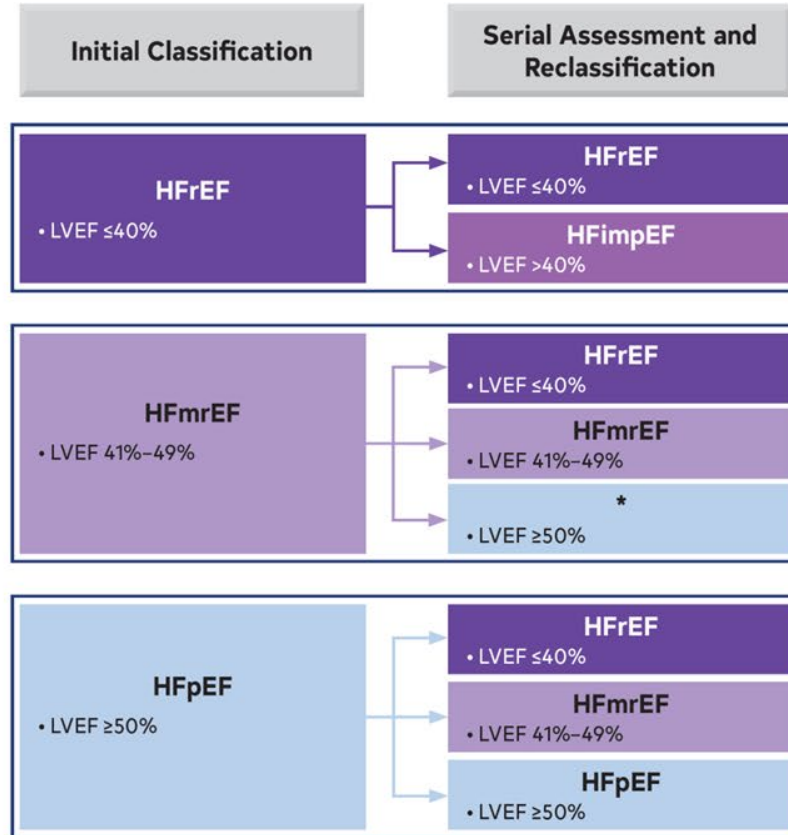 Initial Classification
Serial Assessment and
Reclassification
HFrEF
• LVEF ≤40%
HFrEF
• LVEF ≤40%
HFimpEF
• LVEF >40%
HFmrEF
• LVEF 41%–49%
HFrEF
• LVEF ≤40%
HFmrEF
• LVEF 41%–49%
*
• LVEF ≥50%
HFpEF
• LVEF ≥50%
HFrEF
• LVEF ≤40%
HFmrEF
• LVEF 41%–49%
HFpEF
• LVEF ≥50%